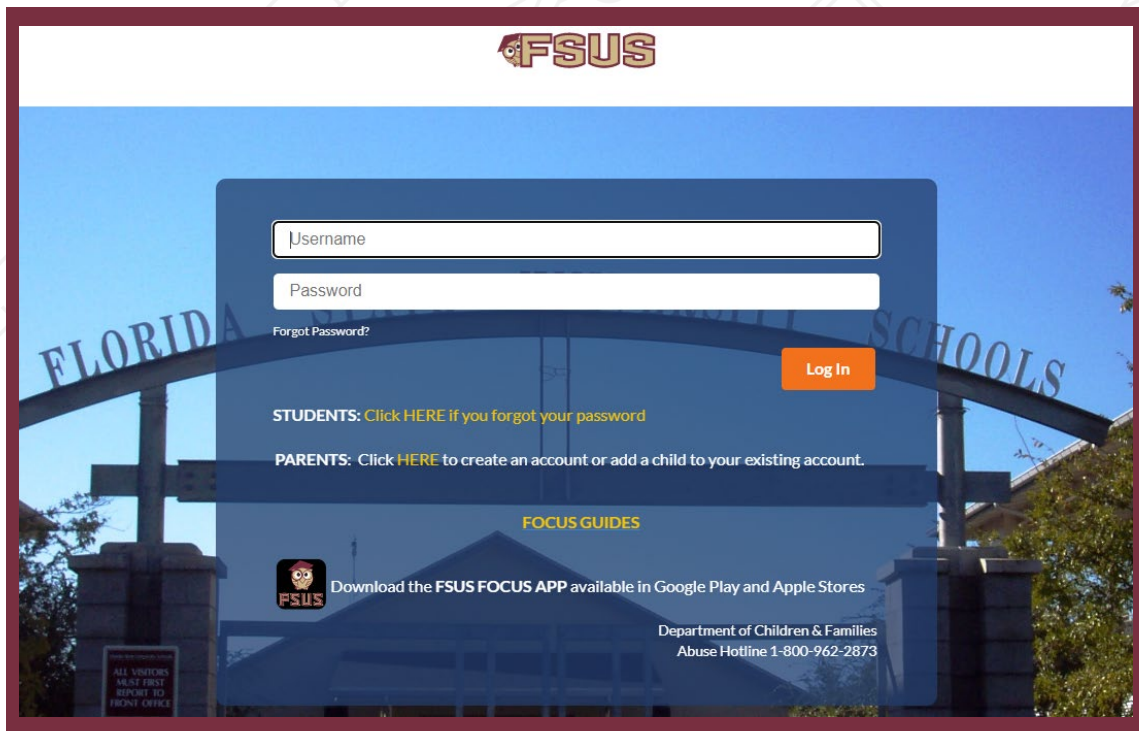 FSUS
Username
Password
Forgot Password?
FLORIDA STATE UNIVERSITY SCHOOLS
Log In
STUDENTS: Click HERE if you forgot your password
PARENTS: Click HERE to create an account or add a child to your existing account.
FOCUS GUIDES
FSUS
Download the FSUS FOCUS APP available in Google Play and Apple Stores
Department of Children & Families
Abuse Hotline 1-800-962-2873
ALL VISITORS
MUST FIRST
REPORT TO
FRONT OFFICE